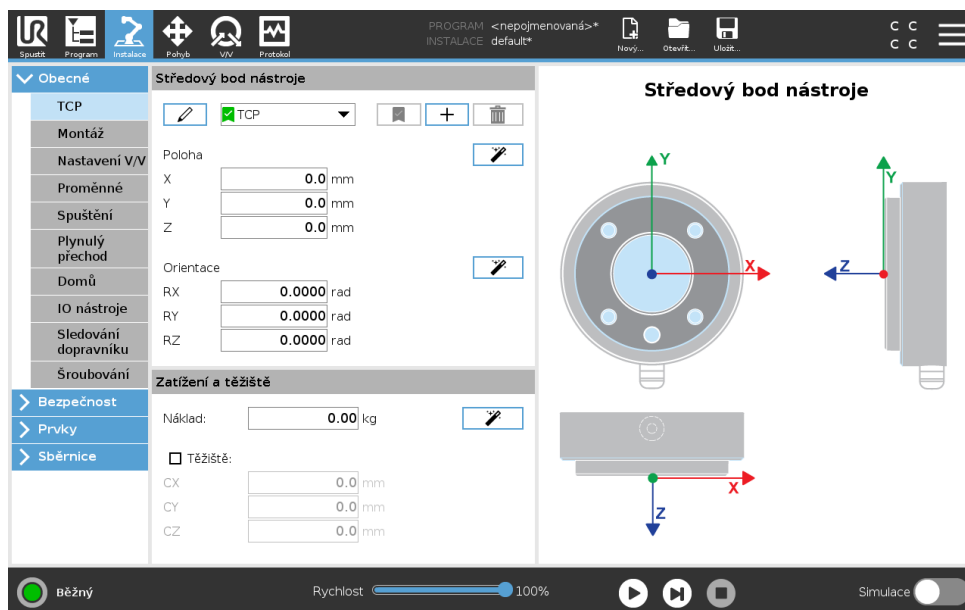 PROGRAM <nepojmenovaná>*
INSTALACE default*
UR
Spustit Program Instalace Pohyb V/V Protokol Nový... Otevřít... Uložit...
C C
C C
Obecné
TCP
Montáž
Nastavení V/V
Proměnné
Spuštění
Plynulý
přechod
Domů
IO nástroje
Sledování
dopravníku
Šroubování
Bezpečnost
Prvky
Sběrnice
Středový bod nástroje
TCP
Poloha
X 0.0 mm
Y 0.0 mm
Z 0.0 mm
Orientace
RX 0.0000 rad
RY 0.0000 rad
RZ 0.0000 rad
Zatížení a těžiště
Náklad: 0.00 kg
Těžiště:
CX 0.0 mm
CY 0.0 mm
CZ 0.0 mm
Středový bod nástroje
Y
X
Y
Z
X
Z
Běžný Rychlost 100% Simulace